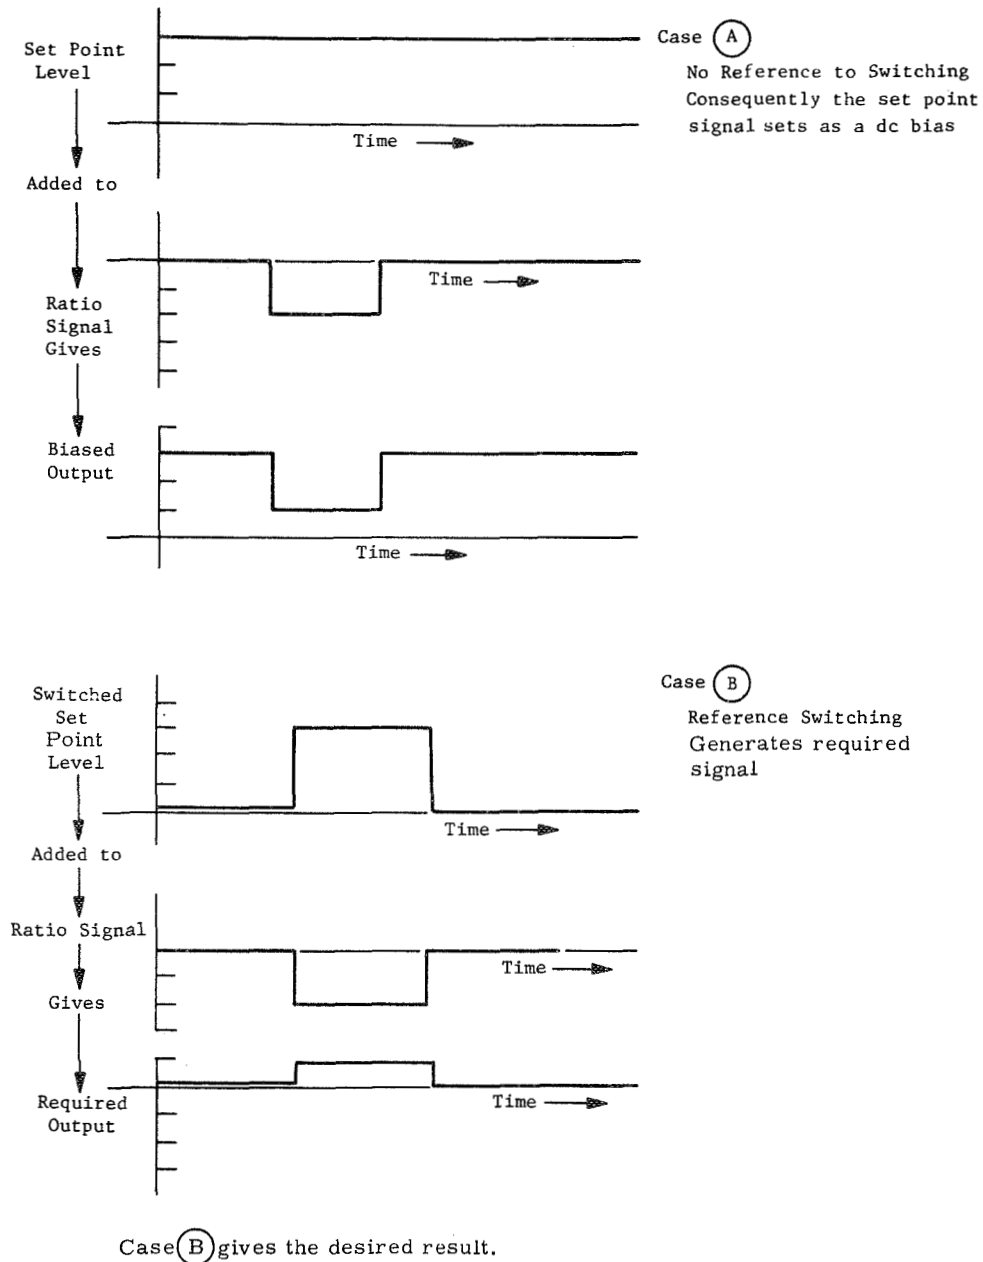 Set Point
Level
Case A
No Reference to Switching
Consequently the set point
signal sets as a dc bias
Time
Added to
Time
Ratio
Signal
Gives
Biased
Output
Time
Switched
Set
Point
Level
Case B
Reference Switching
Generates required
signal
Time
Added to
Ratio Signal
Time
Gives
Required
Output
Time
Case B gives the desired result.